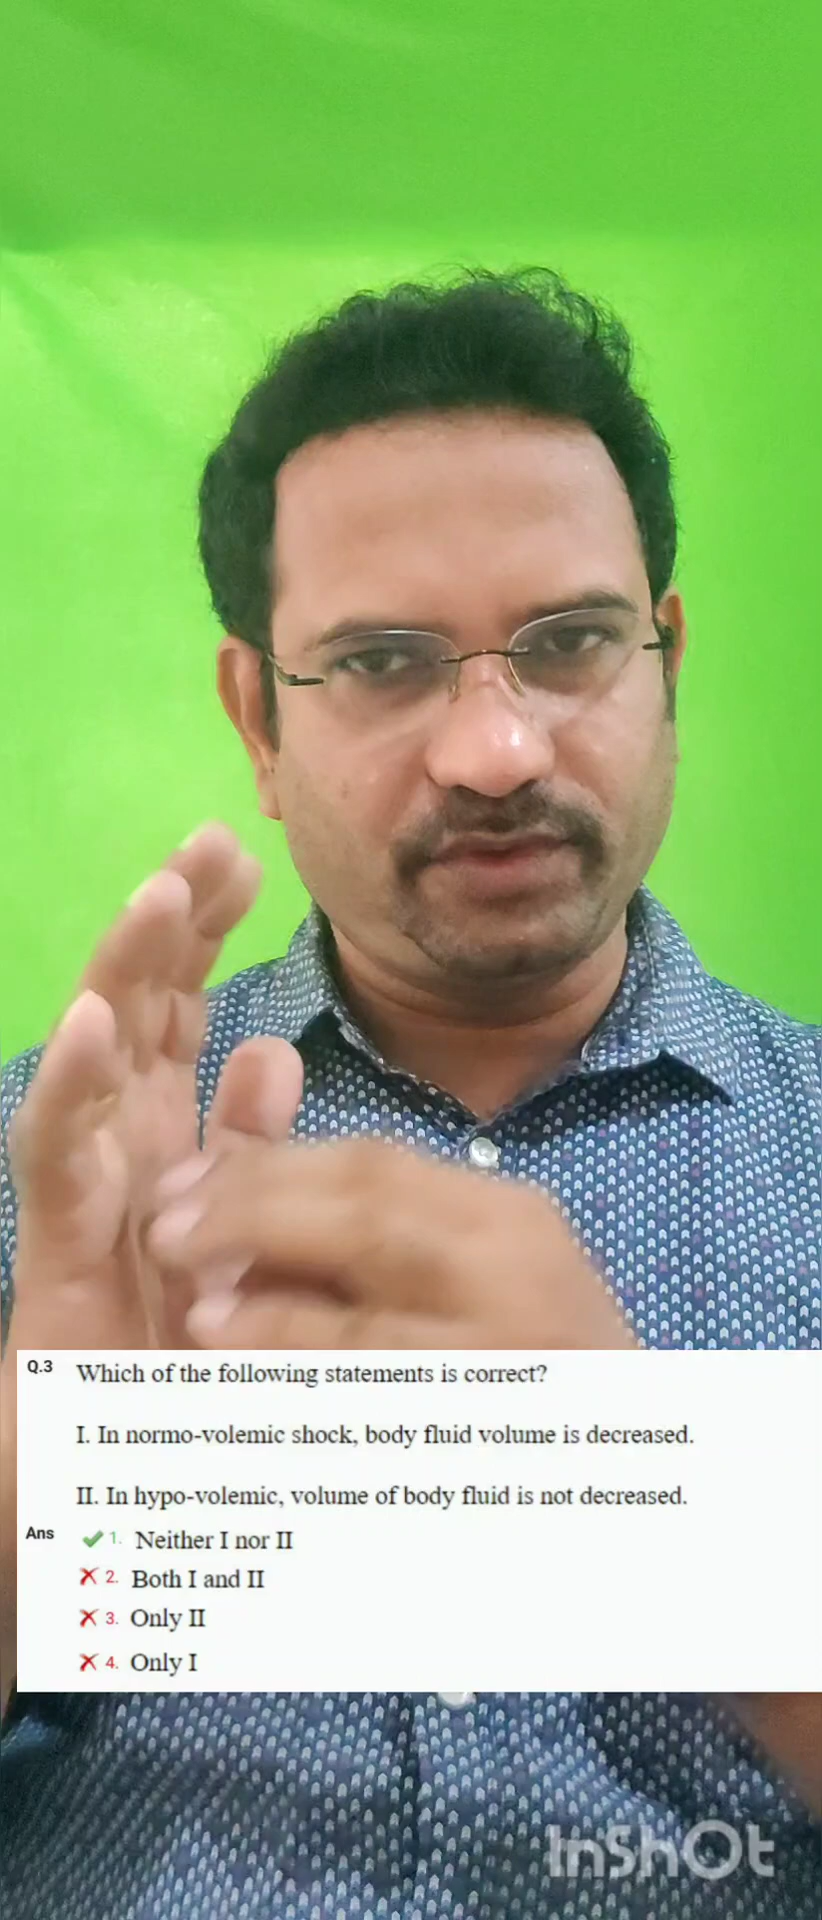 Q.3 Which of the following statements is correct?
I. In normo-volemic shock, body fluid volume is decreased.
II. In hypo-volemic, volume of body fluid is not decreased.
Ans ✔ 1. Neither I nor II
✗ 2. Both I and II
✗ 3. Only II
✗ 4. Only I
InShOt